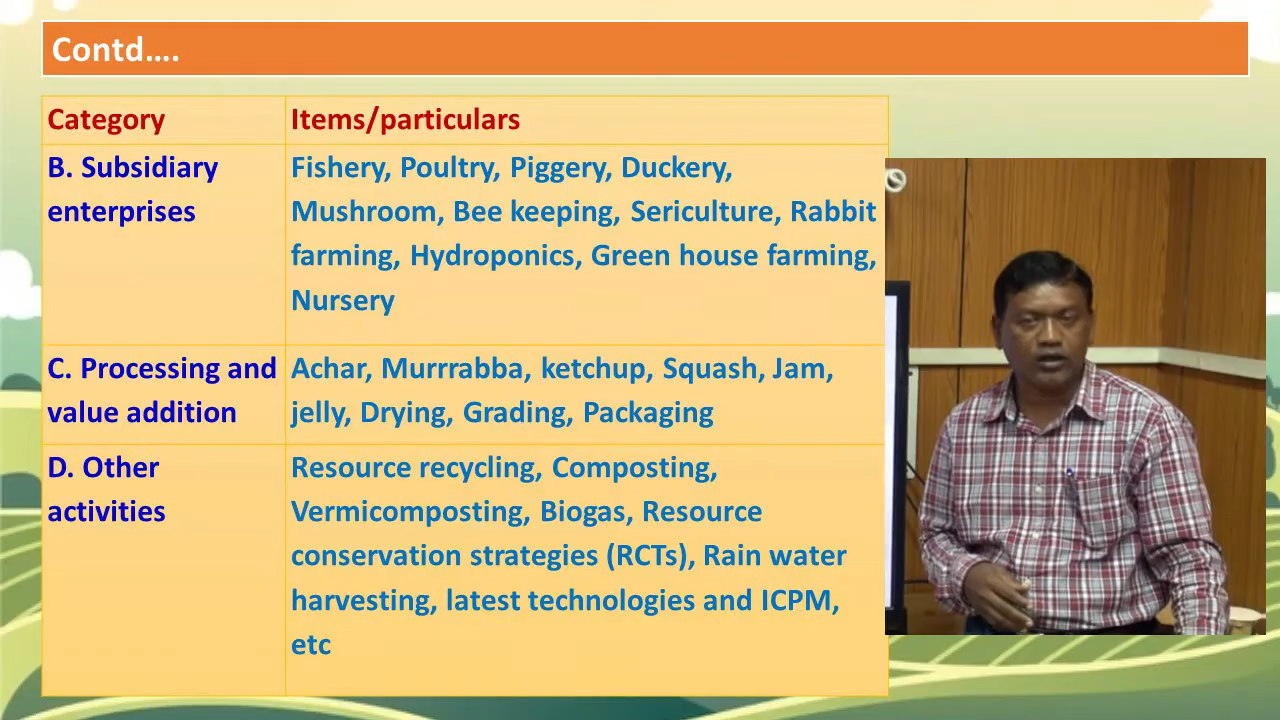 Contd....
Category
Items/particulars
B. Subsidiary
enterprises
Fishery, Poultry, Piggery, Duckery,
Mushroom, Bee keeping, Sericulture, Rabbit
farming, Hydroponics, Green house farming,
Nursery
C. Processing and
value addition
Achar, Murrrabba, ketchup, Squash, Jam,
jelly, Drying, Grading, Packaging
D. Other
activities
Resource recycling, Composting,
Vermicomposting, Biogas, Resource
conservation strategies (RCTs), Rain water
harvesting, latest technologies and ICPM,
etc